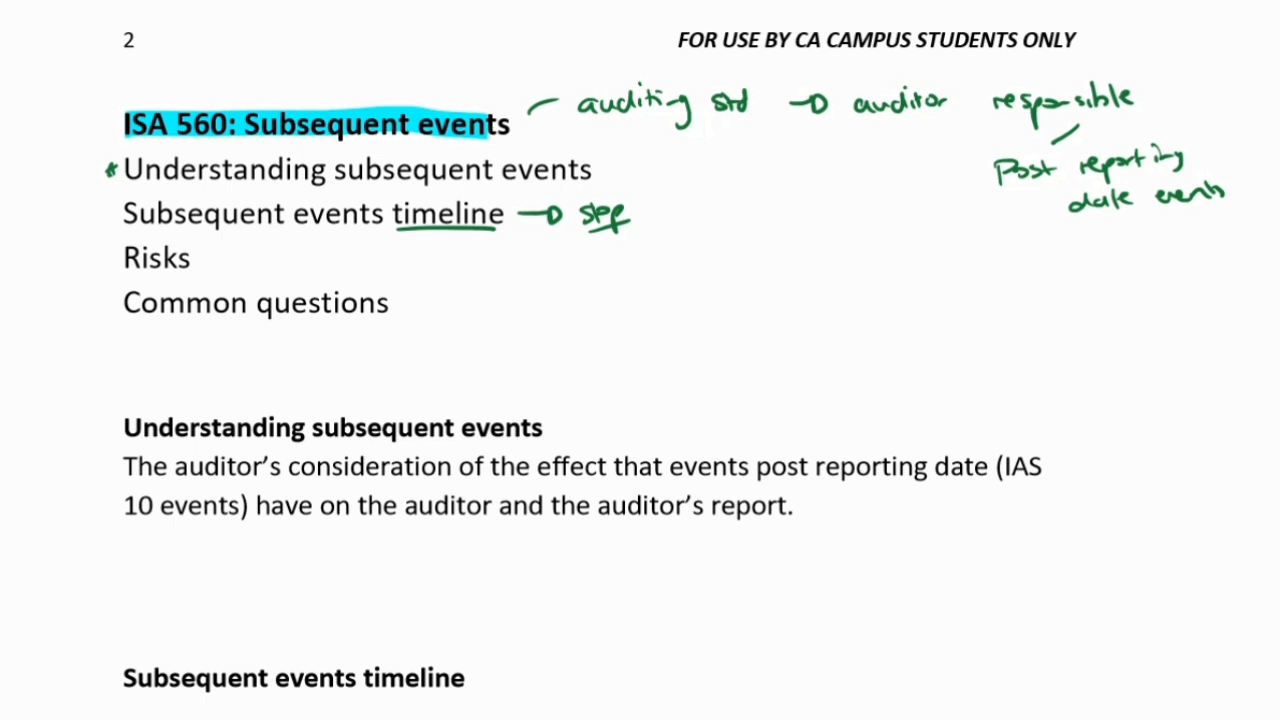 2
FOR USE BY CA CAMPUS STUDENTS ONLY
ISA 560: Subsequent events
auditing std → auditor responsible
Post reporting
date events
* Understanding subsequent events
Subsequent events timeline →
Risks
Common questions
Understanding subsequent events
The auditor's consideration of the effect that events post reporting date (IAS
10 events) have on the auditor and the auditor's report.
Subsequent events timeline